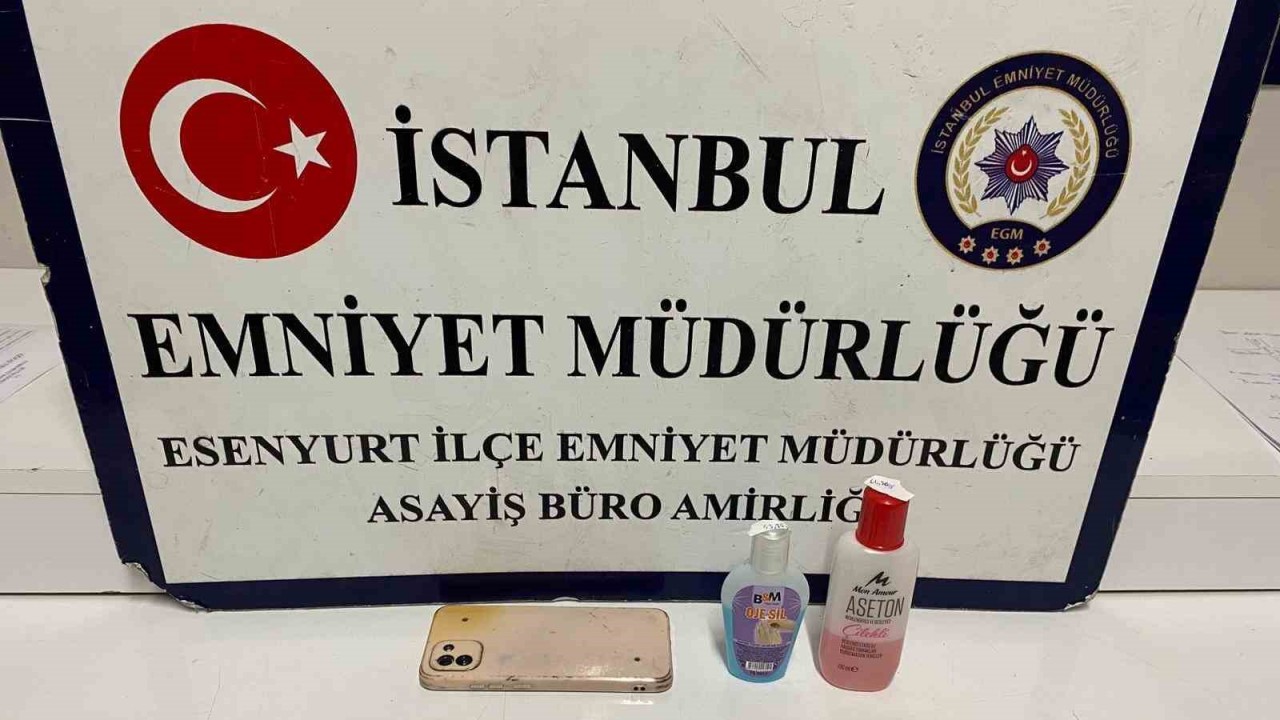 İSTANBUL EMNİYET MÜDÜRLÜĞÜ
EGM
İSTANBUL
EMNİYET MÜDÜRLÜĞÜ
ESENYURT İLÇE EMNİYET MÜDÜRLÜĞÜ
ASAYİŞ BÜRO AMİRLİĞ
B&M
OJE SİL
Mon Amour
ASETON
Çilekli